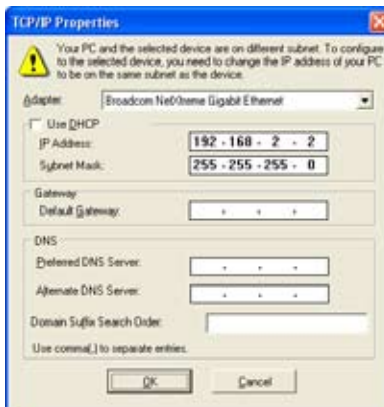 TCP/IP Properties
Your PC and the selected device are on different subnet. To configure
to the selected device, you need to change the IP address of your PC
to be on the same subnet as the device.
Adapter: Broadcom NetXtreme Gigabit Ethernet
Use DHCP
IP Address: 192 . 168 . 2 . 2
Subnet Mask: 255 . 255 . 255 . 0
Gateway
Default Gateway: . . .
DNS
Preferred DNS Server: . . .
Alternate DNS Server: . . .
Domain Suffix Search Order:
Use comma(,) to separate entries.
OK Cancel